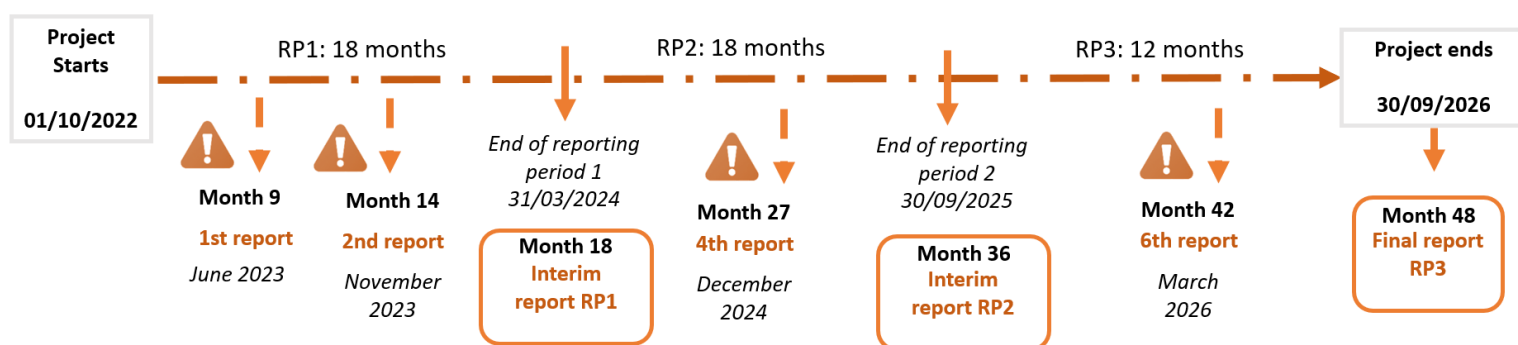 Project
Starts
01/10/2022
RP1: 18 months
RP2: 18 months
RP3: 12 months
Project ends
30/09/2026
Month 9
1st report
June 2023
Month 14
2nd report
November
2023
End of reporting
period 1
31/03/2024
Month 18
Interim
report RP1
Month 27
4th report
December
2024
End of reporting
period 2
30/09/2025
Month 36
Interim
report RP2
Month 42
6th report
March
2026
Month 48
Final report
RP3